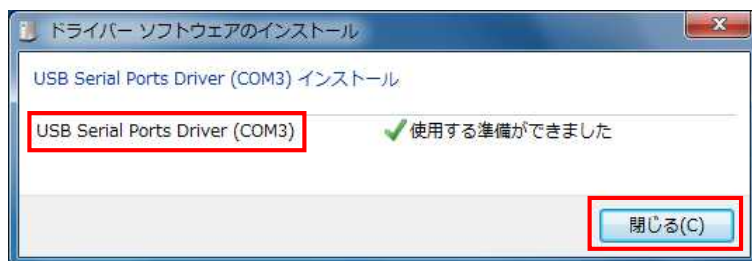 ドライバー ソフトウェアのインストール
USB Serial Ports Driver (COM3) インストール
USB Serial Ports Driver (COM3) 使用する準備ができました
閉じる(C)